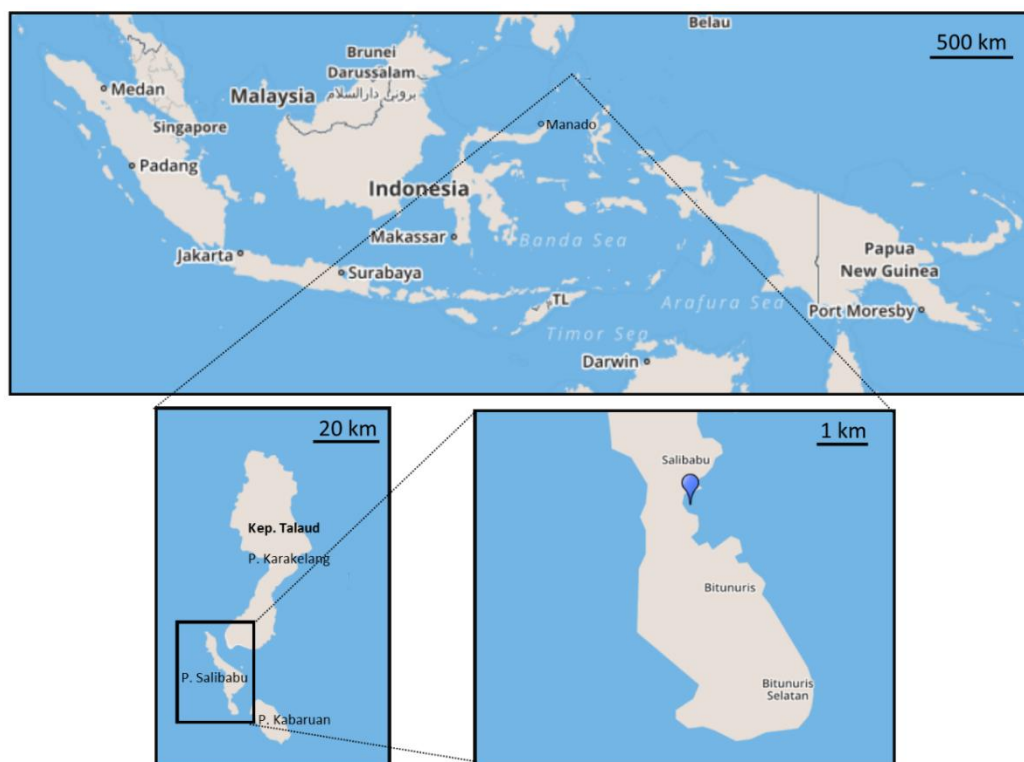 Belau
500 km
Brunei
Darussalam
بروني دارالسلام
Medan
Malaysia
Singapore
Manado
Padang
Indonesia
Makassar
Banda Sea
Jakarta
Surabaya
Papua
New Guinea
TL
Arafura Sea
Port Moresby
Timor Sea
Darwin
20 km
Kep. Talaud
P. Karakelang
P. Salibabu
P. Kabaruan
1 km
Salibabu
Bitunuris
Bitunuris
Selatan